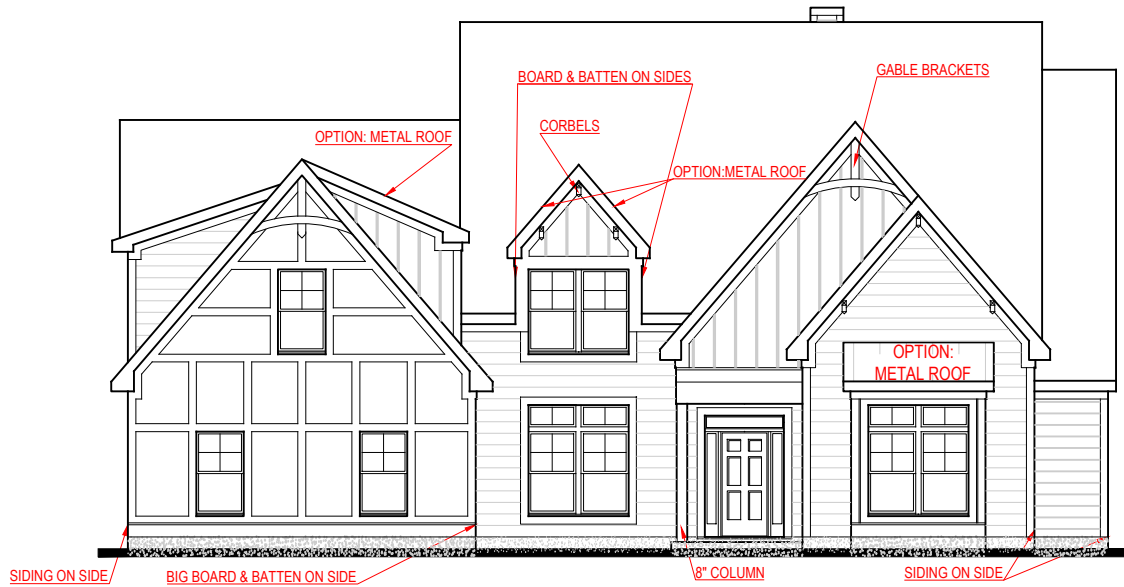 GABLE BRACKETS
BOARD & BATTEN ON SIDES
CORBELS
OPTION: METAL ROOF
OPTION:METAL ROOF
OPTION:
METAL ROOF
SIDING ON SIDE
BIG BOARD & BATTEN ON SIDE
8" COLUMN
SIDING ON SIDE